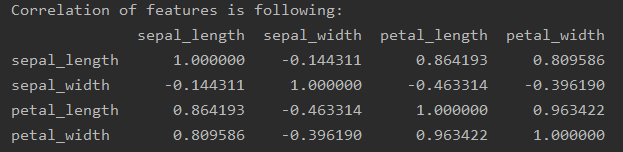 Correlation of features is following:
sepal_length sepal_width petal_length petal_width
sepal_length 1.000000 -0.144311 0.864193 0.809586
sepal_width -0.144311 1.000000 -0.463314 -0.396190
petal_length 0.864193 -0.463314 1.000000 0.963422
petal_width 0.809586 -0.396190 0.963422 1.000000